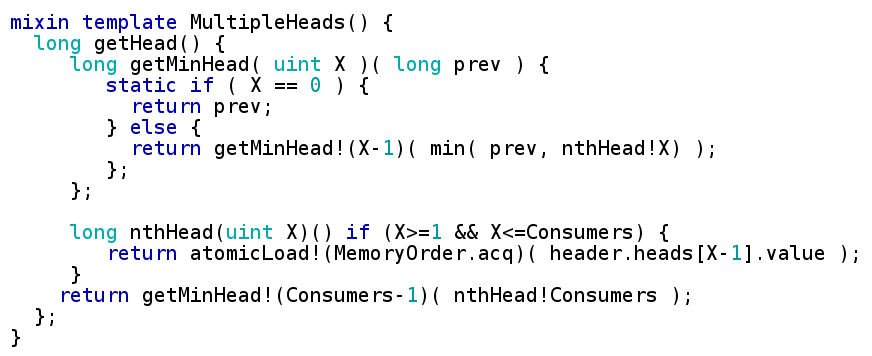 mixin template MultipleHeads() {
  long getHead() {
     long getMinHead( uint X )( long prev ) {
        static if ( X == 0 ) {
          return prev;
        } else {
          return getMinHead!(X-1)( min( prev, nthHead!X) );
        };
     };

     long nthHead(uint X)() if (X>=1 && X<=Consumers) {
        return atomicLoad!(MemoryOrder.acq)( header.heads[X-1].value );
     }
    return getMinHead!(Consumers-1)( nthHead!Consumers );
  };
}